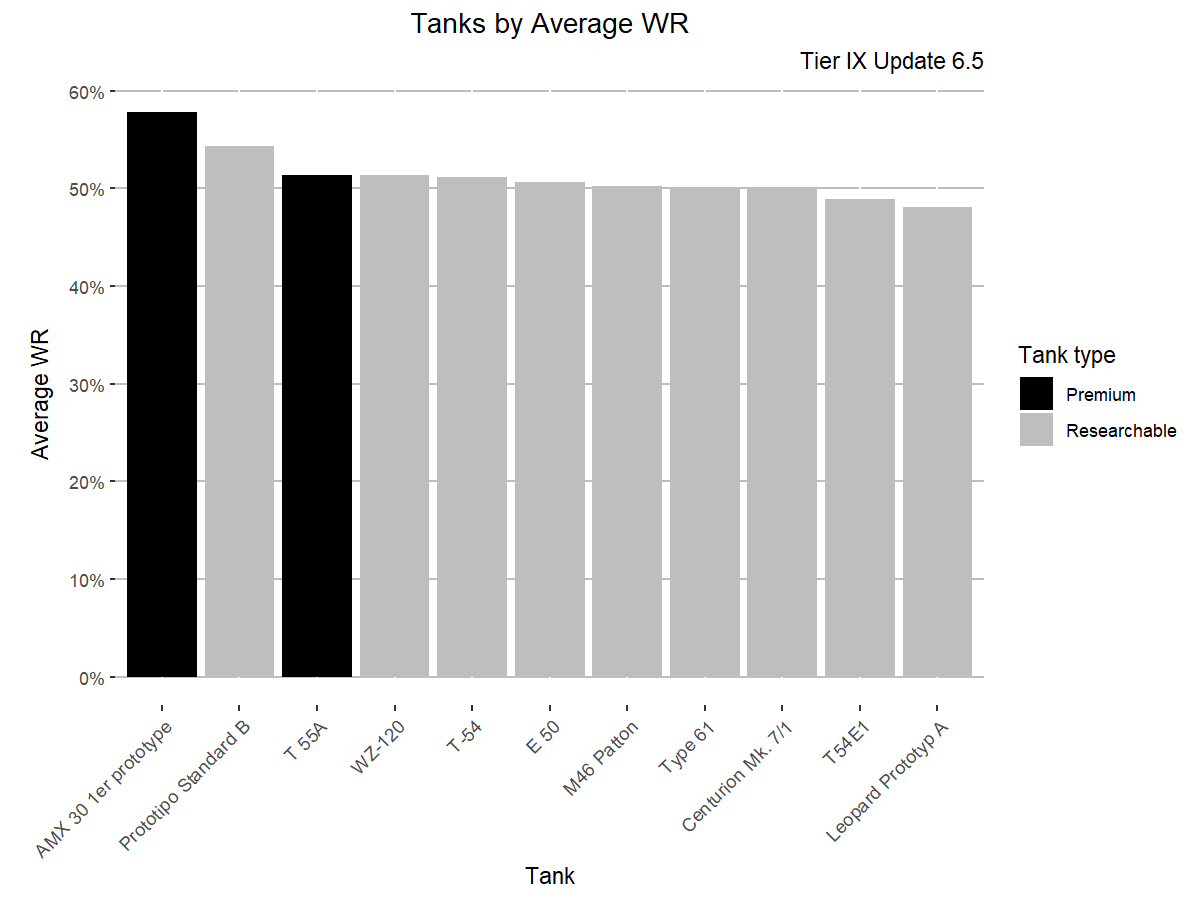 Tanks by Average WR
Tier IX Update 6.5
60%
50%
40%
30%
20%
10%
0%
Average WR
AMX 30 1er prototype
Prototipo Standard B
T 55A
WZ-120
T-54
E 50
M46 Patton
Type 61
Centurion Mk. 7/1
T54E1
Leopard Prototyp A
Tank
Tank type
Premium
Researchable